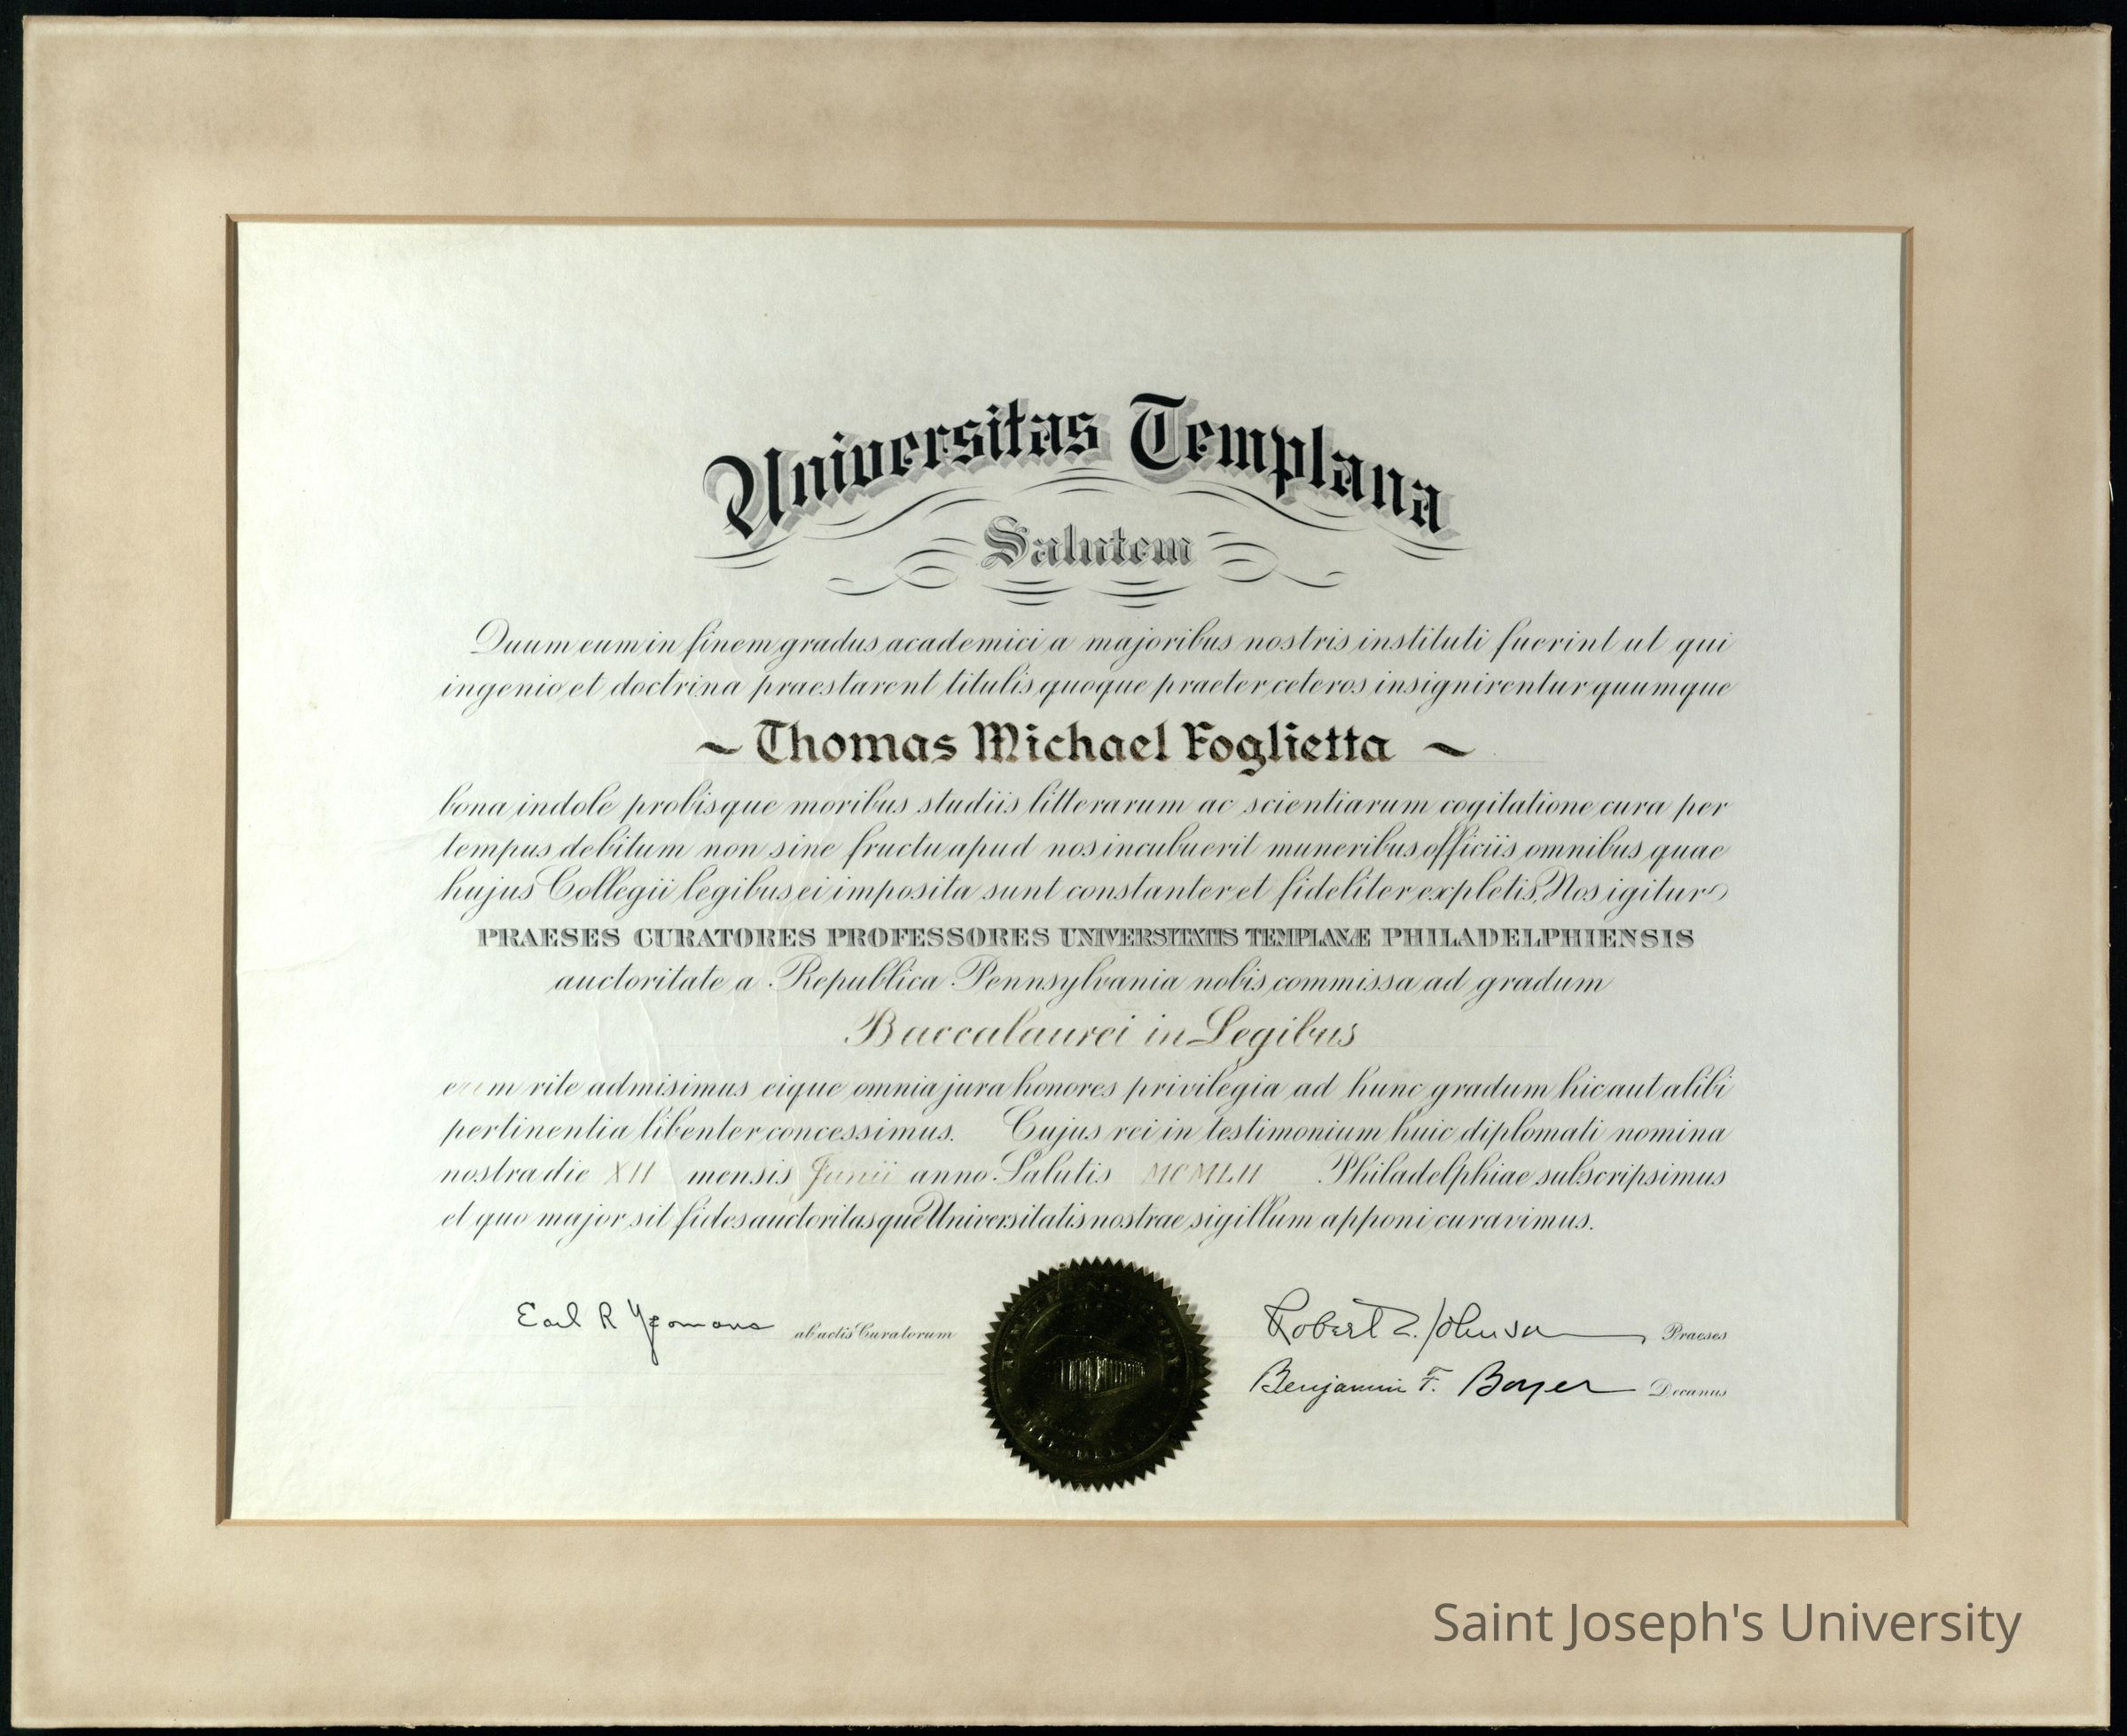 Universitas Templana
Salutem
Quum eum in finem gradus academici a majoribus nostris instituti fuerint ut qui
ingenio et doctrina praestarent titulis quoque praeter ceteros insignirentur quumque
~ Thomas Michael Foglietta ~
bona indole probisque moribus studiis litterarum ac scientiarum cogitatione cura per
tempus debitum non sine fructu apud nos incubuerit muneribus officiis omnibus quae
hujus Collegii legibus ei imposita sunt constanter et fideliter expletis, Nos igitur
PRAESES CURATORES PROFESSORES UNIVERSITATIS TEMPLANÆ PHILADELPHIENSIS
auctoritate a Republica Pennsylvania nobis commissa ad gradum
Baccalaurei in Legibus
eum rite admisimus eique omnia jura honores privilegia ad hunc gradum hic aut alibi
pertinentia libenter concessimus. Cujus rei in testimonium huic diplomati nomina
nostra die XII mensis Junii anno Salutis MCMLII Philadelphiae subscripsimus
et quo major sit fides auctoritasque Universitatis nostrae sigillum apponi curavimus.
Earl R Yeomans ab actis Curatorum
Robert L. Johnson Praeses
Benjamin F. Boyer Decanus
Saint Joseph's University